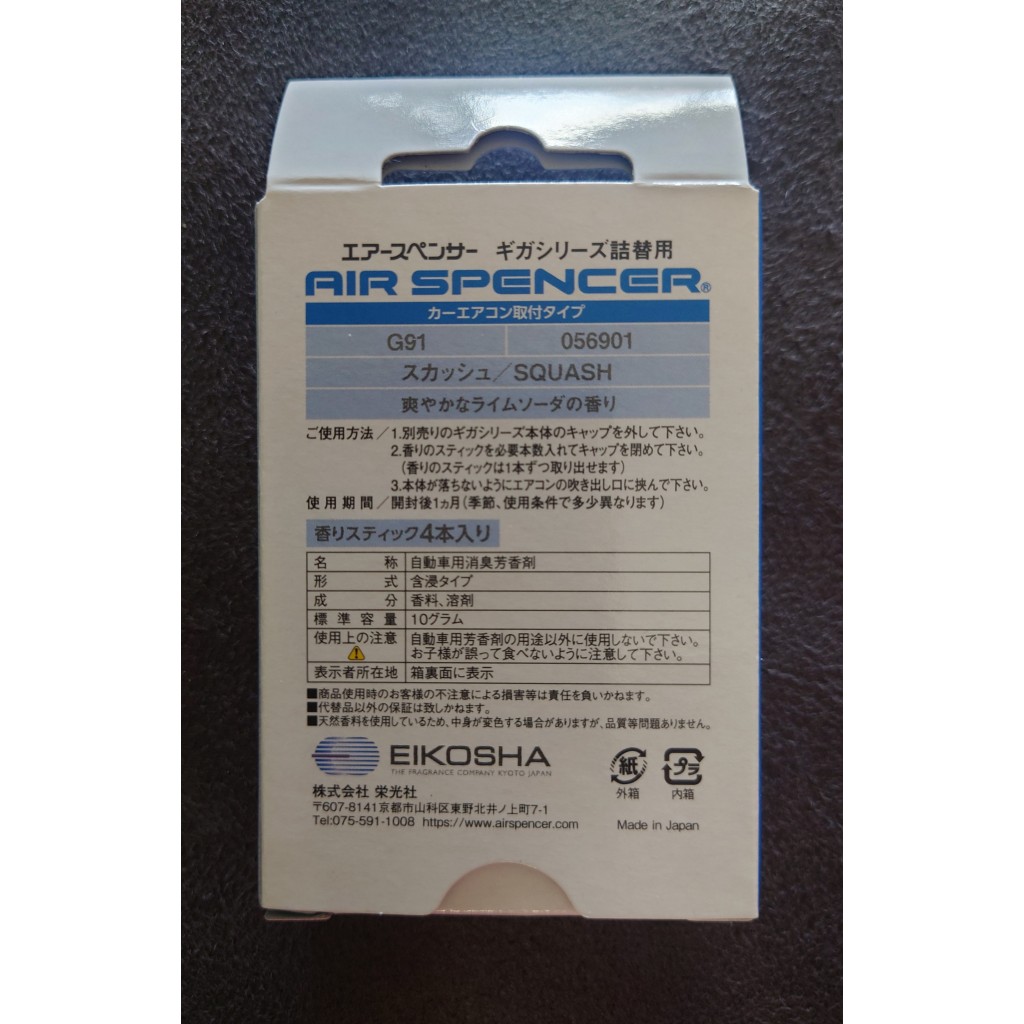 エアースペンサー ギガシリーズ詰替用
AIR SPENCER®
カーエアコン取付タイプ
G91 056901
スカッシュ/SQUASH
爽やかなライムソーダの香り
ご使用方法/1.別売りのギガシリーズ本体のキャップを外して下さい。
2.香りのスティックを必要本数入れてキャップを閉めて下さい。
(香りのスティックは1本ずつ取り出せます)
3.本体が落ちないようにエアコンの吹き出し口に挟んで下さい。
使用期間/開封後1ヵ月(季節、使用条件で多少異なります)
香りスティック4本入り
名称 自動車用消臭芳香剤
形式 含浸タイプ
成分 香料、溶剤
標準容量 10グラム
使用上の注意 自動車用芳香剤の用途以外に使用しないで下さい。
お子様が誤って食べないように注意して下さい。
表示者所在地 箱裏面に表示
■商品使用時のお客様の不注意による損害等は責任を負いかねます。
■代替品以外の保証は致しかねます。
■天然香料を使用しているため、中身が変色する場合がありますが、品質等問題ありません。
EIKOSHA
THE FRAGRANCE COMPANY KYOTO JAPAN
紙 プラ
外箱 内箱
株式会社 栄光社
〒607-8141京都市山科区東野北井ノ上町7-1
Tel:075-591-1008 https://www.airspencer.com
Made in Japan